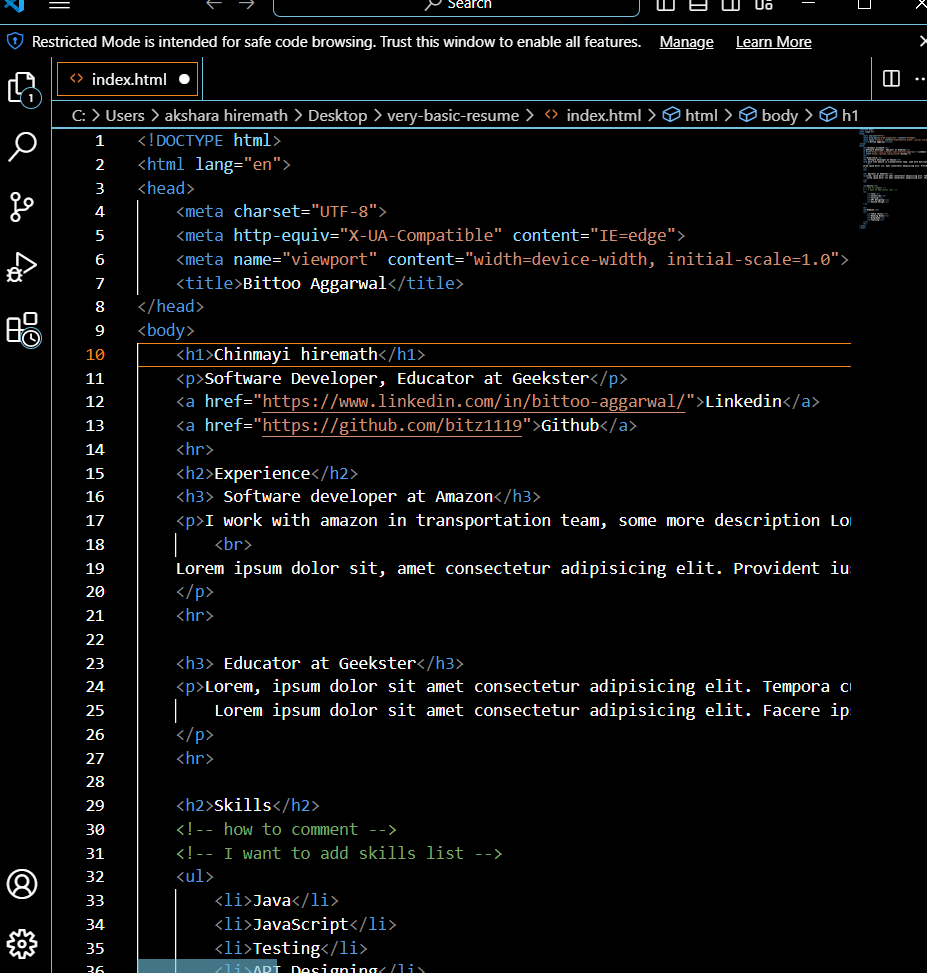 Search
Restricted Mode is intended for safe code browsing. Trust this window to enable all features. Manage Learn More
1
<> index.html
C: > Users > akshara hiremath > Desktop > very-basic-resume > <> index.html > html > body > h1
1 <!DOCTYPE html>
2 <html lang="en">
3 <head>
4 <meta charset="UTF-8">
5 <meta http-equiv="X-UA-Compatible" content="IE=edge">
6 <meta name="viewport" content="width=device-width, initial-scale=1.0">
7 <title>Bittoo Aggarwal</title>
8 </head>
9 <body>
10 <h1>Chinmayi hiremath</h1>
11 <p>Software Developer, Educator at Geekster</p>
12 <a href="https://www.linkedin.com/in/bittoo-aggarwal/">Linkedin</a>
13 <a href="https://github.com/bitz1119">Github</a>
14 <hr>
15 <h2>Experience</h2>
16 <h3> Software developer at Amazon</h3>
17 <p>I work with amazon in transportation team, some more description Lor
18 <br>
19 Lorem ipsum dolor sit, amet consectetur adipisicing elit. Provident ius
20 </p>
21 <hr>
22
23 <h3> Educator at Geekster</h3>
24 <p>Lorem, ipsum dolor sit amet consectetur adipisicing elit. Tempora cu
25 Lorem ipsum dolor sit amet consectetur adipisicing elit. Facere ip
26 </p>
27 <hr>
28
29 <h2>Skills</h2>
30 <!-- how to comment -->
31 <!-- I want to add skills list -->
32 <ul>
33 <li>Java</li>
34 <li>JavaScript</li>
35 <li>Testing</li>
36 <li>API Designing</li>